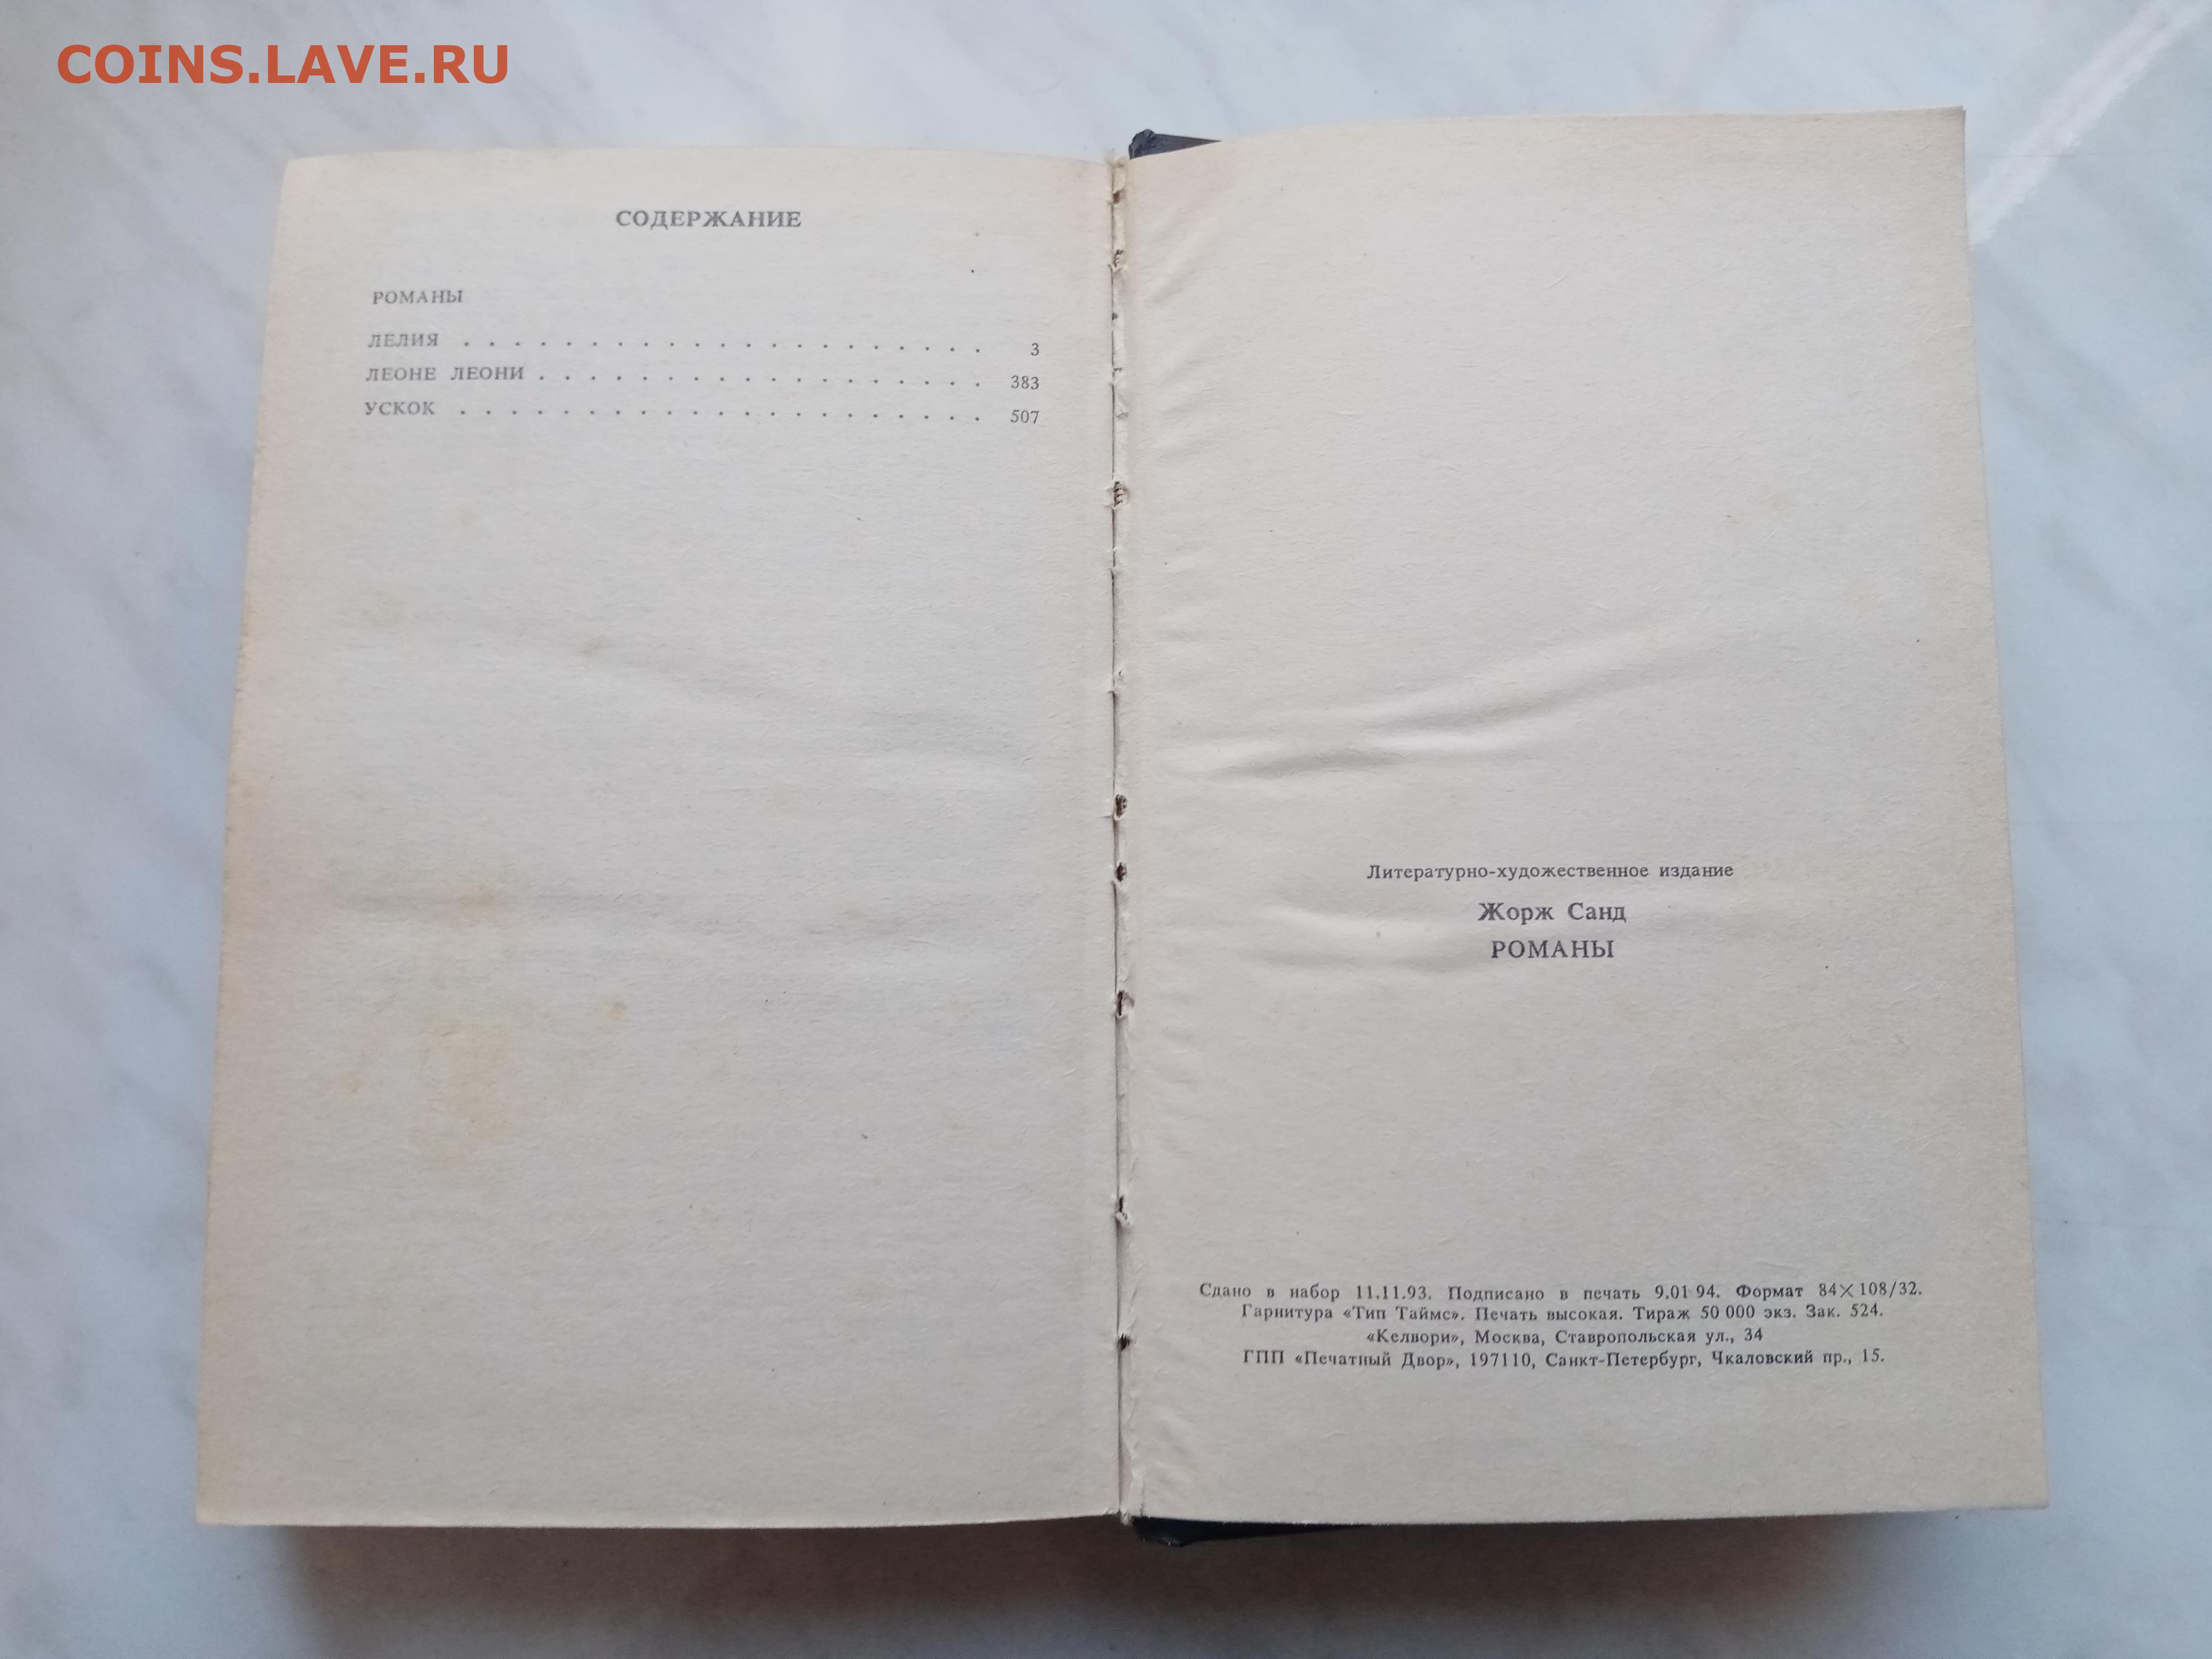 COINS.LAVE.RU
СОДЕРЖАНИЕ
РОМАНЫ
ЛЕЛИЯ . . . . . . . . . . . . . . . . . . . . . 3
ЛЕОНЕ ЛЕОНИ . . . . . . . . . . . . . . . . . . 383
УСКОК . . . . . . . . . . . . . . . . . . . . . 507
Литературно-художественное издание
Жорж Санд
РОМАНЫ
Сдано в набор 11.11.93. Подписано в печать 9.01 94. Формат 84×108/32.
Гарнитура «Тип Таймс». Печать высокая. Тираж 50 000 экз. Зак. 524.
«Келвори», Москва, Ставропольская ул., 34
ГПП «Печатный Двор», 197110, Санкт-Петербург, Чкаловский пр., 15.